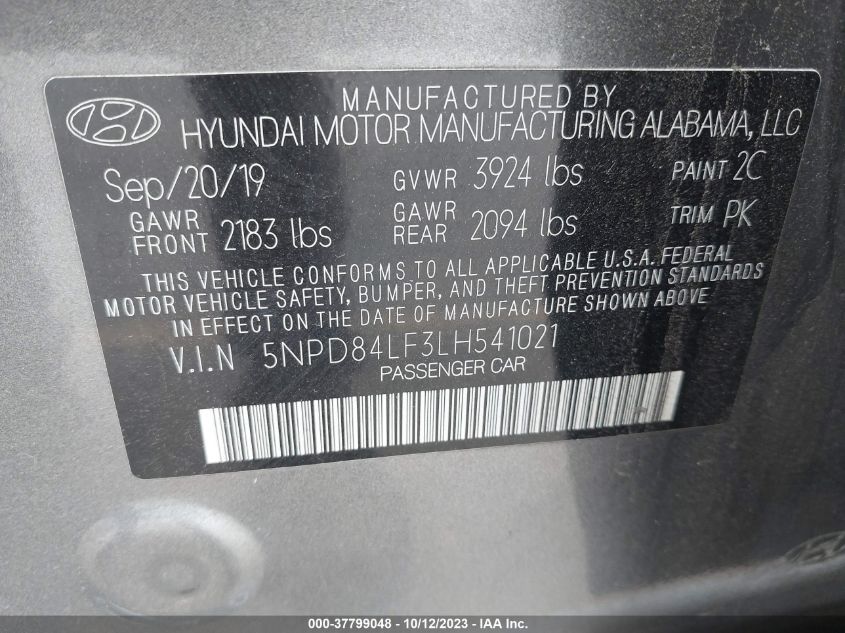 MANUFACTURED BY
HYUNDAI MOTOR MANUFACTURING ALABAMA, LLC
Sep/20/19 GVWR 3924 lbs PAINT 2C
GAWR FRONT 2183 lbs GAWR REAR 2094 lbs TRIM PK
THIS VEHICLE CONFORMS TO ALL APPLICABLE U.S.A. FEDERAL
MOTOR VEHICLE SAFETY, BUMPER, AND THEFT PREVENTION STANDARDS
IN EFFECT ON THE DATE OF MANUFACTURE SHOWN ABOVE
V.I.N 5NPD84LF3LH541021
PASSENGER CAR
000-37799048 - 10/12/2023 - IAA Inc.